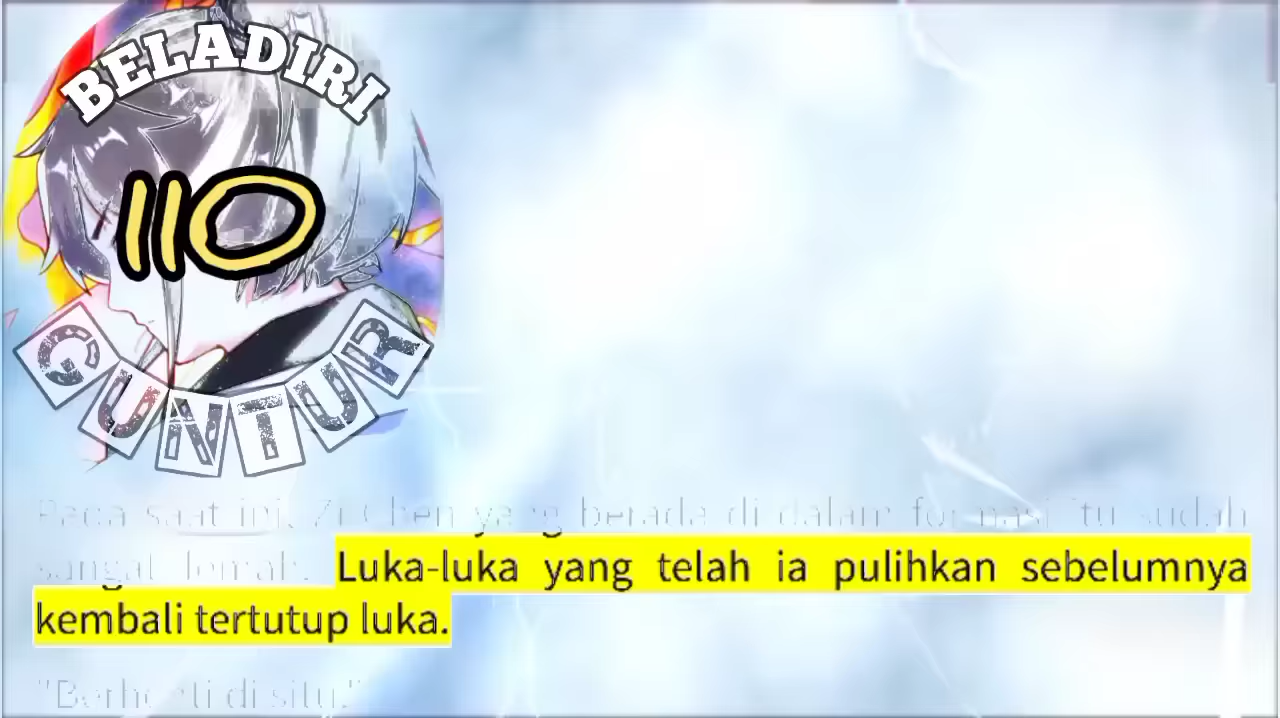 BELADIRI
110
GUNTUR
Pada saat ini, Zi Chen yang berada di dalam formasi itu sudah
sangat lemah. Luka-luka yang telah ia pulihkan sebelumnya
kembali tertutup luka.
"Berhenti di situ."